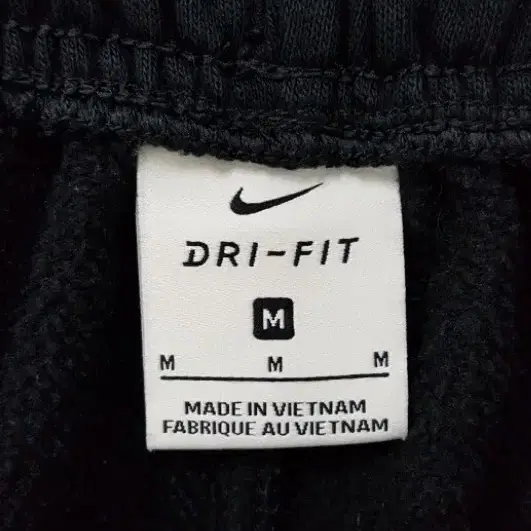 DRI-FIT
M
M M M
MADE IN VIETNAM
FABRIQUE AU VIETNAM